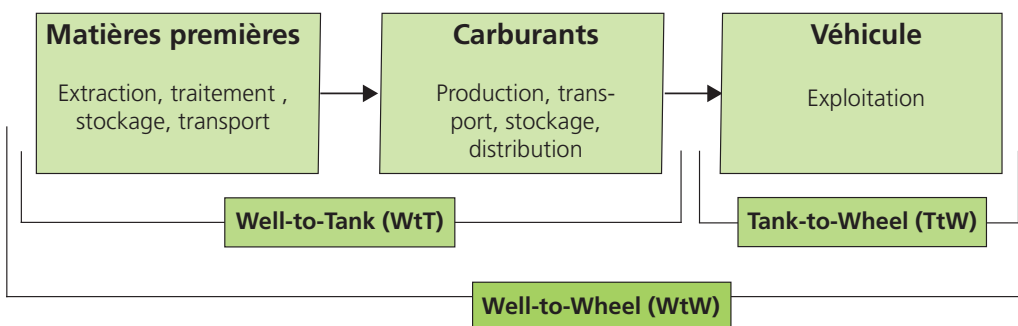 Matières premières
Extraction, traitement ,
stockage, transport
Carburants
Production, trans-
port, stockage,
distribution
Véhicule
Exploitation
Well-to-Tank (WtT)
Tank-to-Wheel (TtW)
Well-to-Wheel (WtW)